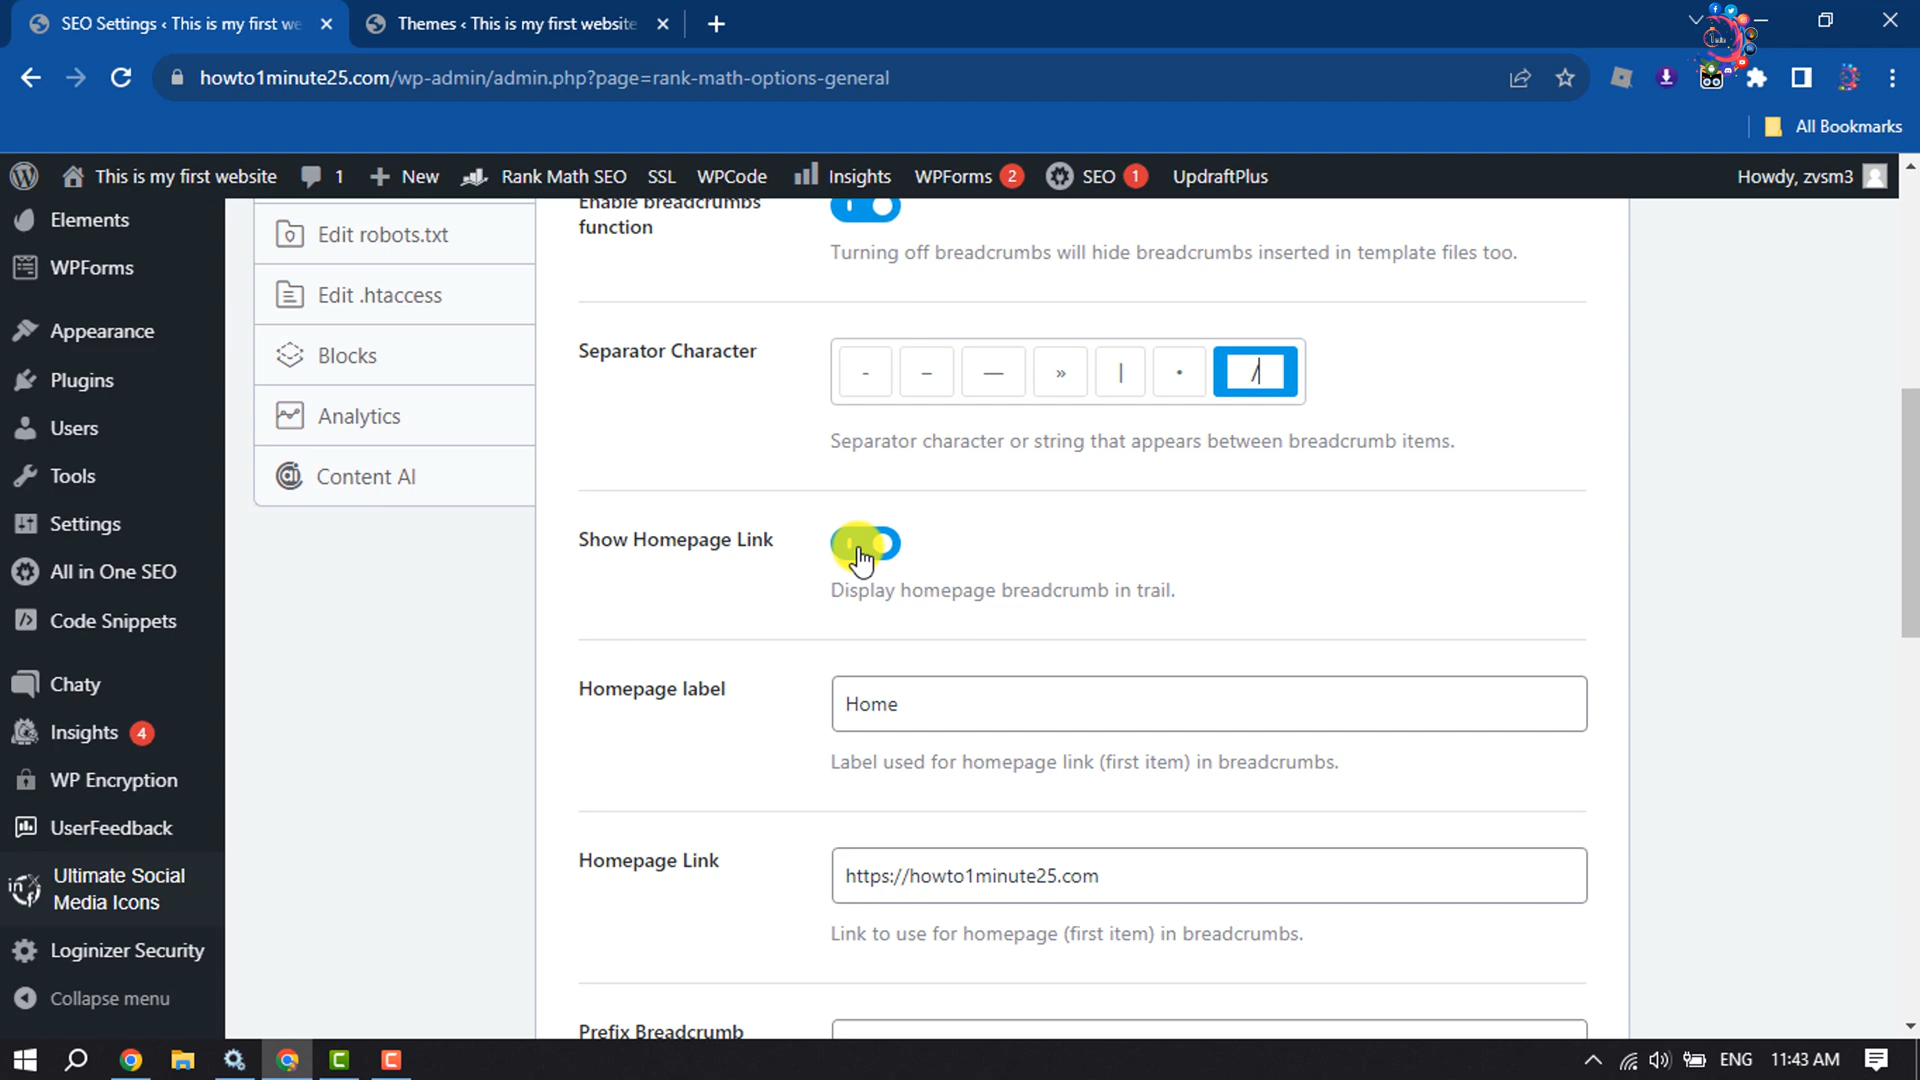 SEO Settings ‹ This is my first we
Themes ‹ This is my first website
howto1minute25.com/wp-admin/admin.php?page=rank-math-options-general
All Bookmarks
This is my first website 1 New Rank Math SEO SSL WPCode Insights WPForms 2 SEO 1 UpdraftPlus Howdy, zvsm3
Elements
WPForms
Appearance
Plugins
Users
Tools
Settings
All in One SEO
Code Snippets
Chaty
Insights 4
WP Encryption
UserFeedback
Ultimate Social
Media Icons
Loginizer Security
Collapse menu
Edit robots.txt
Edit .htaccess
Blocks
Analytics
Content AI
Enable breadcrumbs
function
Turning off breadcrumbs will hide breadcrumbs inserted in template files too.
Separator Character
- – — » | • /
Separator character or string that appears between breadcrumb items.
Show Homepage Link
Display homepage breadcrumb in trail.
Homepage label
Home
Label used for homepage link (first item) in breadcrumbs.
Homepage Link
https://howto1minute25.com
Link to use for homepage (first item) in breadcrumbs.
Prefix Breadcrumb
ENG 11:43 AM